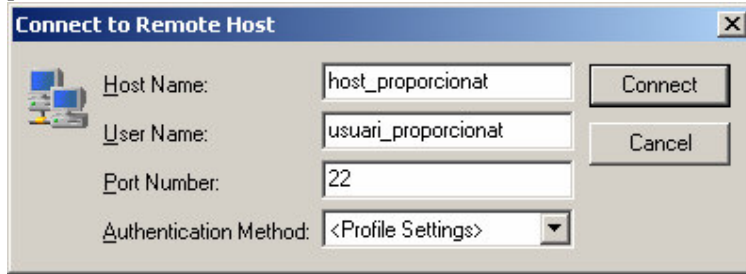 Connect to Remote Host
Host Name: host_proporcionat Connect
User Name: usuari_proporcionat Cancel
Port Number: 22
Authentication Method: <Profile Settings>